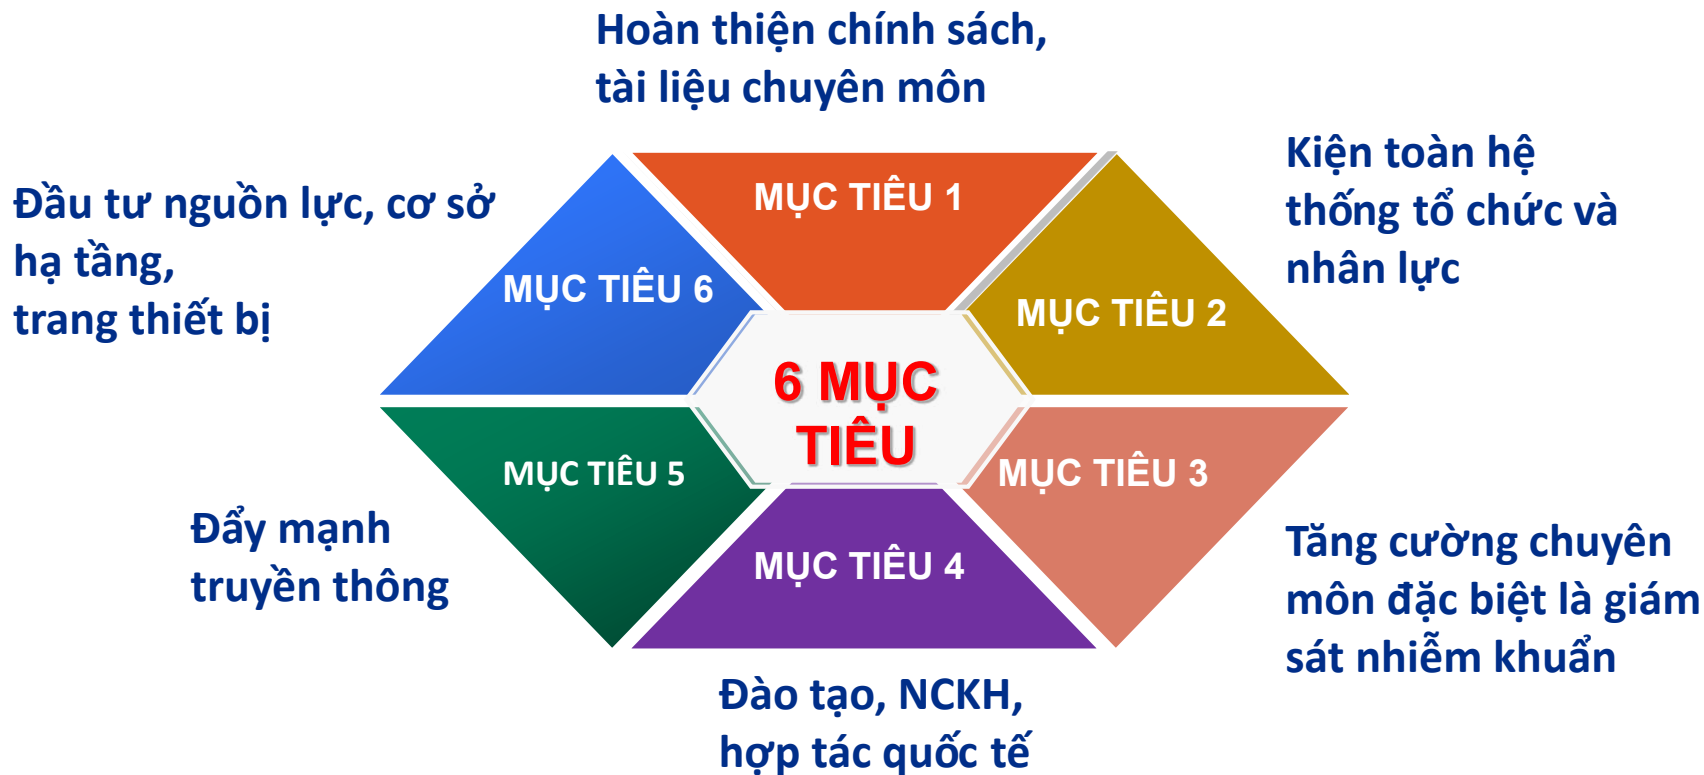 Hoàn thiện chính sách,
tài liệu chuyên môn
MỤC TIÊU 1
Kiện toàn hệ
thống tổ chức và
nhân lực
MỤC TIÊU 2
Đầu tư nguồn lực, cơ sở
hạ tầng,
trang thiết bị
MỤC TIÊU 6
6 MỤC
TIÊU
MỤC TIÊU 5
MỤC TIÊU 3
Đẩy mạnh
truyền thông
MỤC TIÊU 4
Tăng cường chuyên
môn đặc biệt là giám
sát nhiễm khuẩn
Đào tạo, NCKH,
hợp tác quốc tế